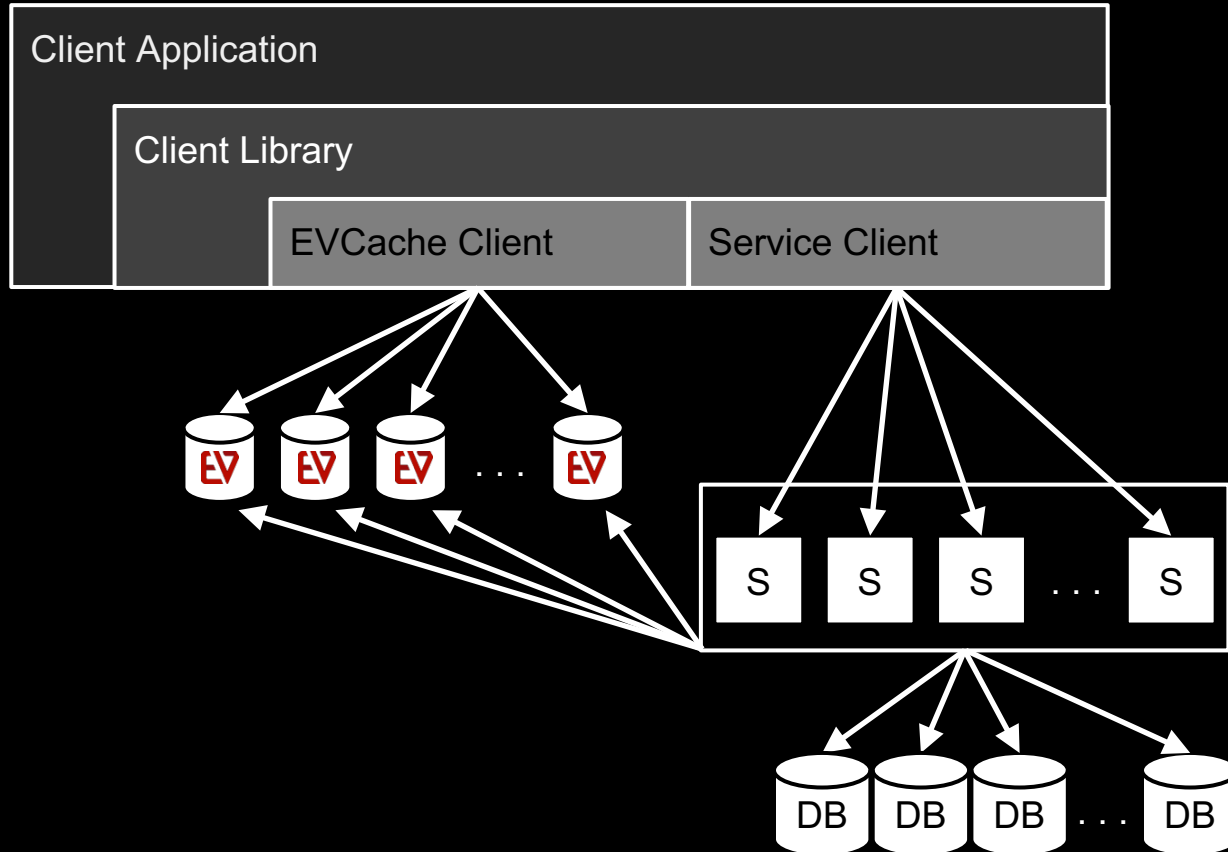 Client Application
Client Library
EVCache Client Service Client
EV EV EV . . . EV
S S S . . . S
DB DB DB . . . DB